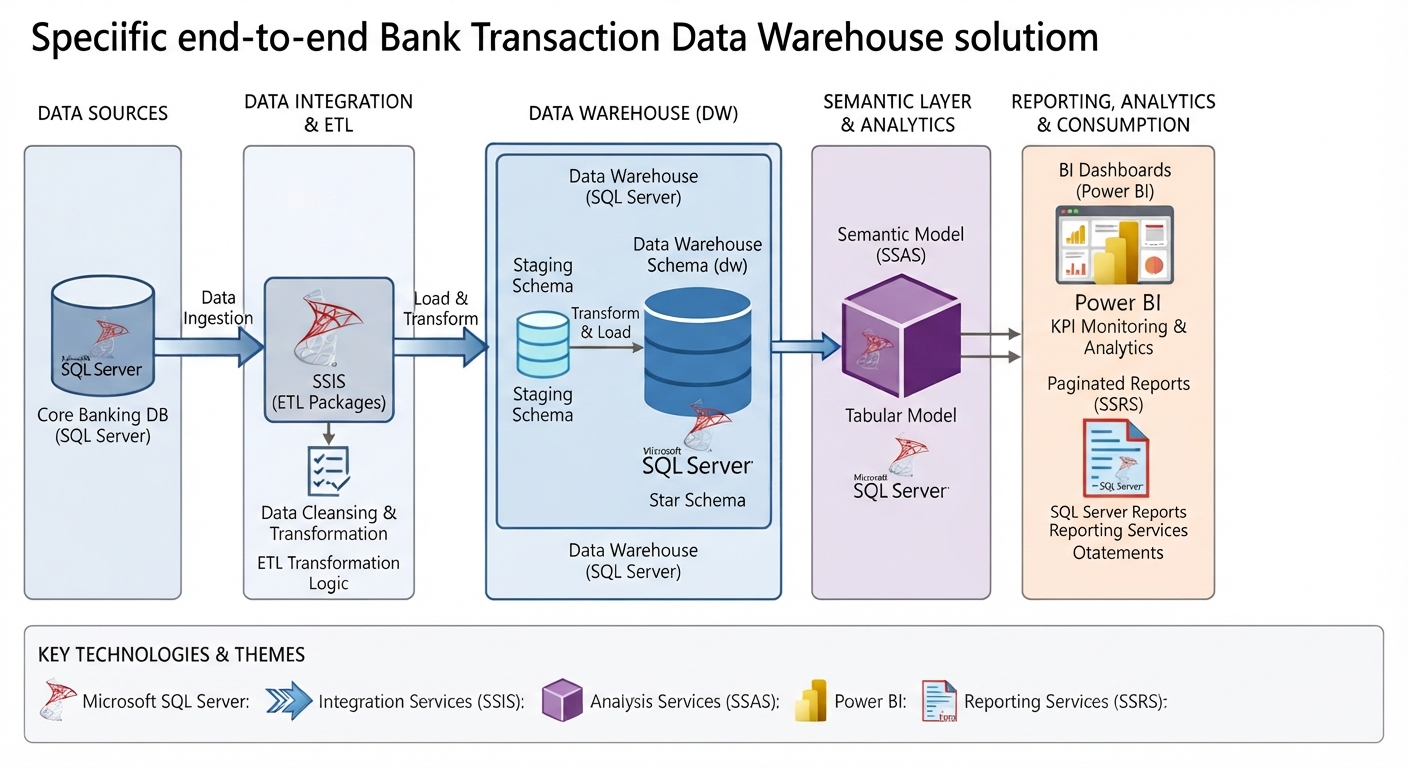 Speciific end-to-end Bank Transaction Data Warehouse solutiom
DATA SOURCES
SQL Server
Core Banking DB
(SQL Server)
Data
Ingestion
DATA INTEGRATION
& ETL
SSIS
(ETL Packages)
Data Cleansing &
Transformation
ETL Transformation
Logic
Load &
Transform
DATA WAREHOUSE (DW)
Data Warehouse
(SQL Server)
Staging
Schema
Staging
Schema
Transform
& Load
Data Warehouse
Schema (dw)
SQL Server
Star Schema
Data Warehouse
(SQL Server)
SEMANTIC LAYER
& ANALYTICS
Semantic Model
(SSAS)
Tabular Model
SQL Server
REPORTING, ANALYTICS
& CONSUMPTION
BI Dashboards
(Power BI)
Power BI
KPI Monitoring &
Analytics
Paginated Reports
(SSRS)
SQL Server
SQL Server Reports
Reporting Services
Otatements
KEY TECHNOLOGIES & THEMES
Microsoft SQL Server:
Integration Services (SSIS):
Analysis Services (SSAS);
Power BI:
Reporting Services (SSRS):